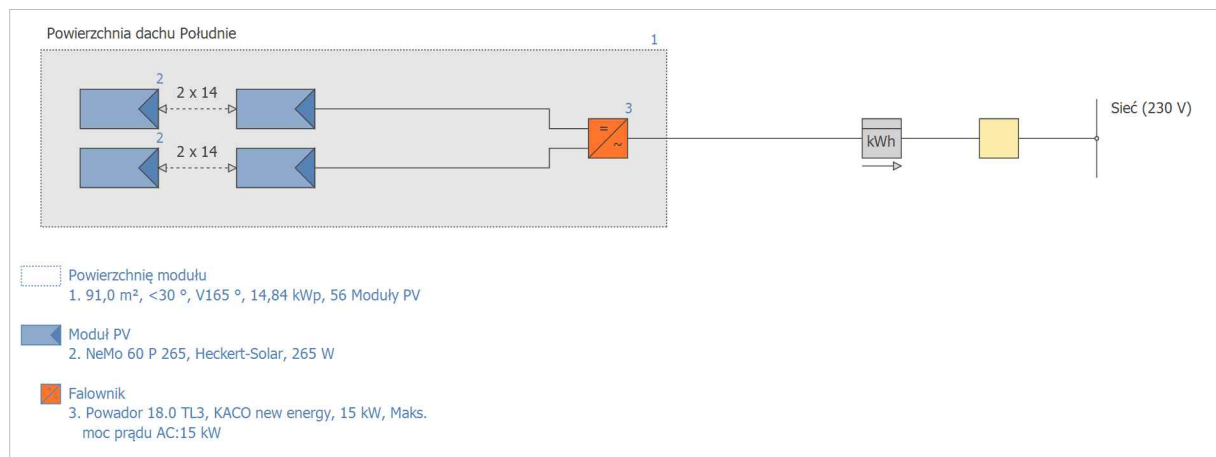 Powierzchnia dachu Południe
1
2
2 x 14
3
Sieć (230 V)
=
~
kWh
2
2 x 14
Powierzchnię modułu
1. 91,0 m², <30 °, V165 °, 14,84 kWp, 56 Moduły PV
Moduł PV
2. NeMo 60 P 265, Heckert-Solar, 265 W
Falownik
3. Powador 18.0 TL3, KACO new energy, 15 kW, Maks.
moc prądu AC:15 kW